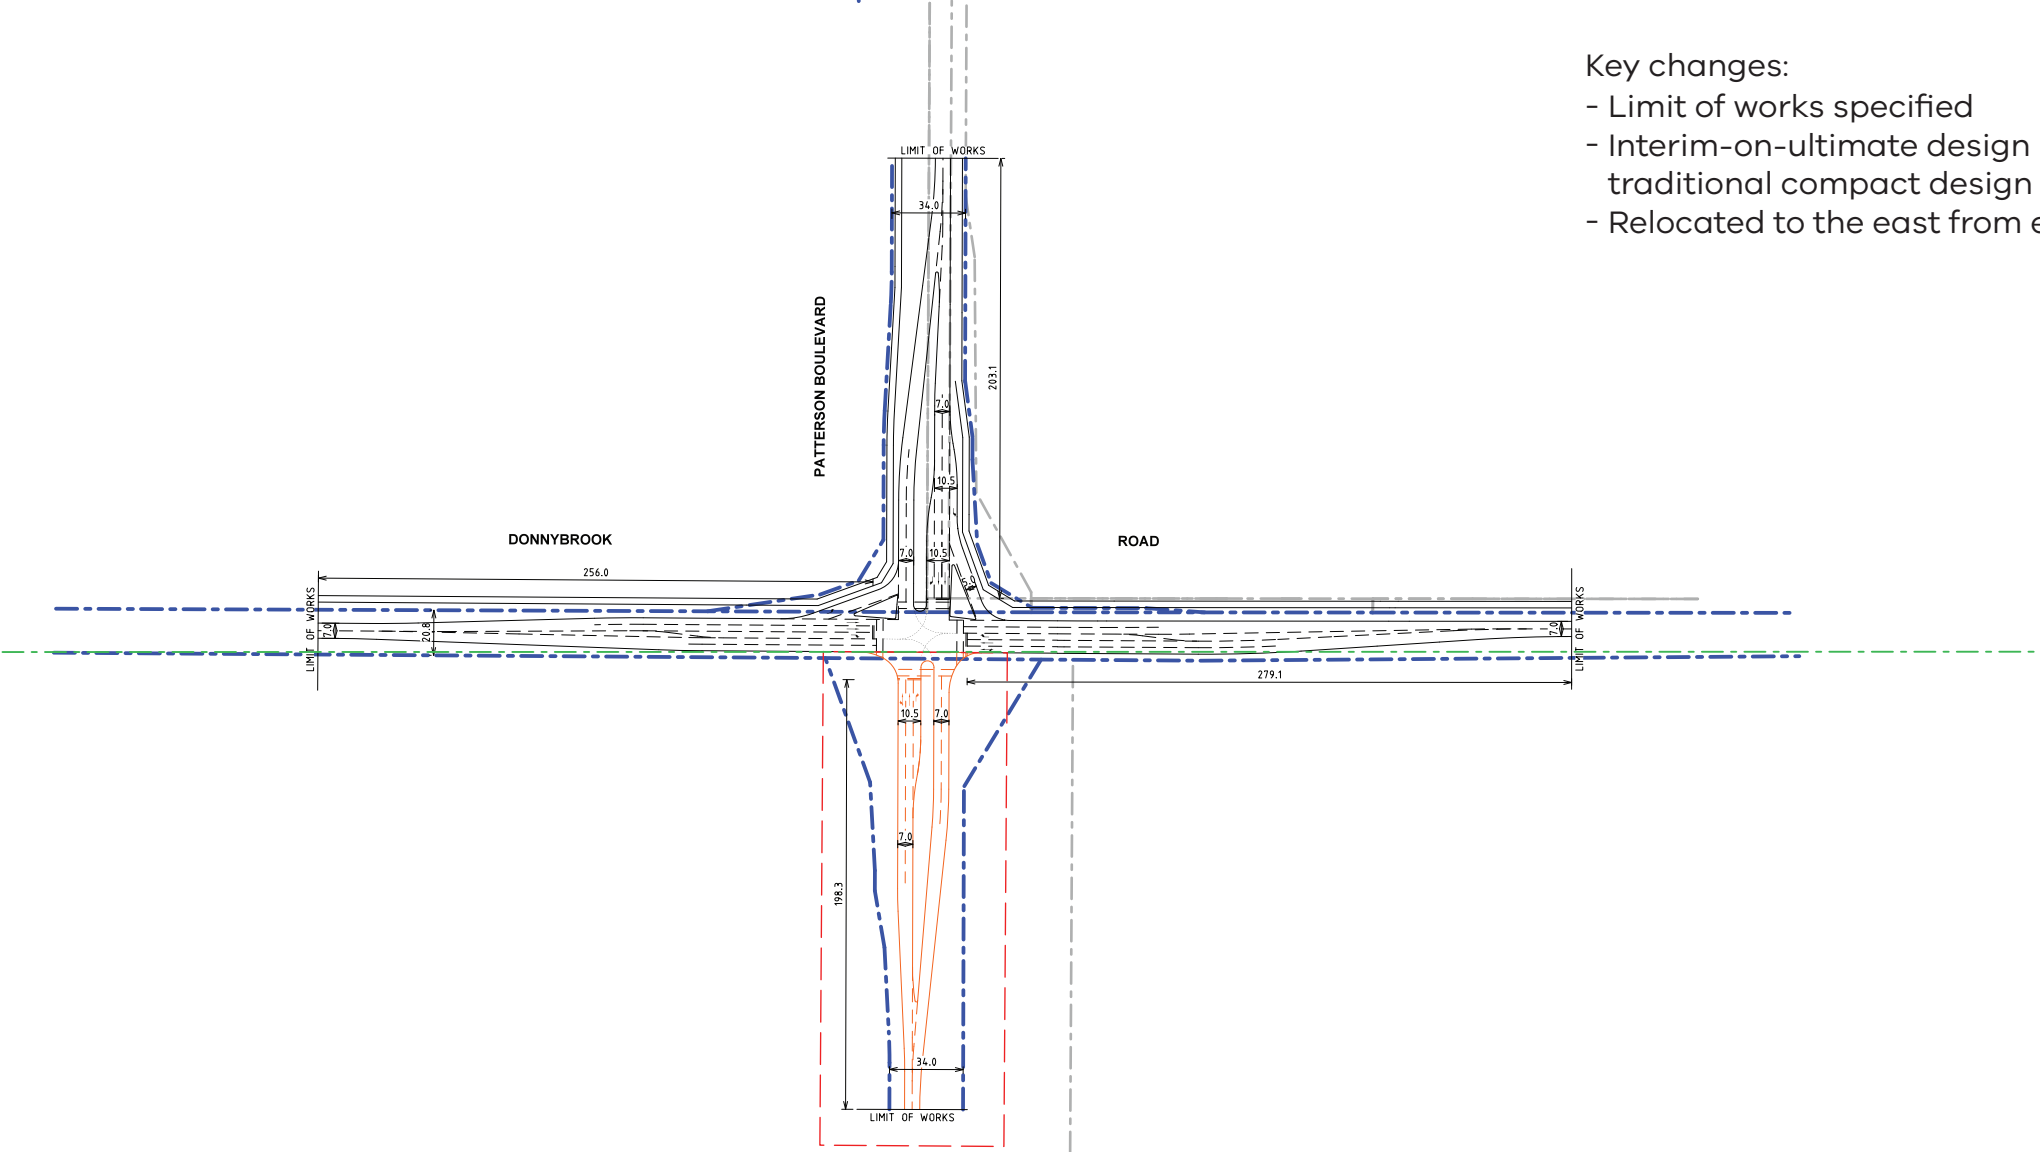 Key changes:
- Limit of works specified
- Interim-on-ultimate design
traditional compact design
- Relocated to the east from e
LIMIT OF WORKS
34.0
PATTERSON BOULEVARD
203.1
7.0
10.5
DONNYBROOK
ROAD
7.0
10.5
256.0
LIMIT OF WORKS
7.0
20.8
7.0
LIMIT OF WORKS
279.1
10.5
7.0
7.0
198.3
34.0
LIMIT OF WORKS